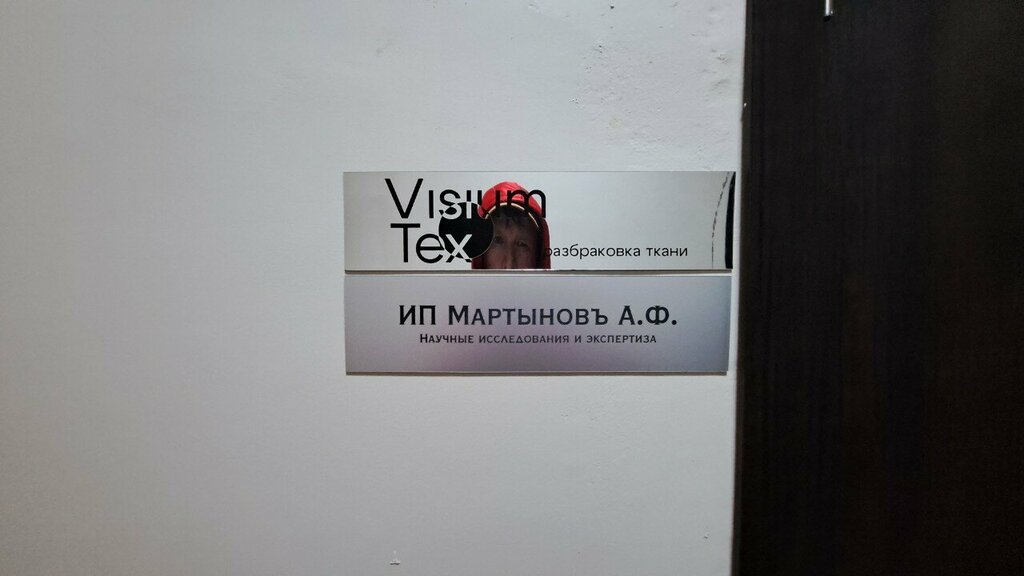 Visium
Tex
разбраковка ткани
ИП Мартыновъ А.Ф.
Научные исследования и экспертиза